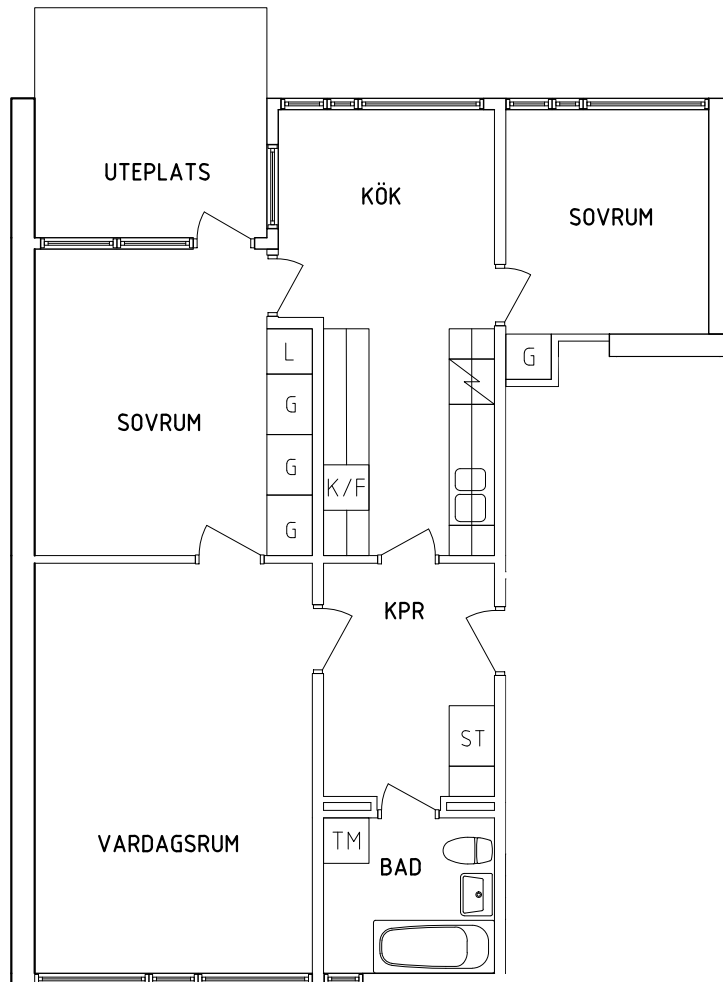 UTEPLATS
KÖK
SOVRUM
L
G
G
SOVRUM
G
K/F
G
G
KPR
ST
VARDAGSRUM
TM
BAD